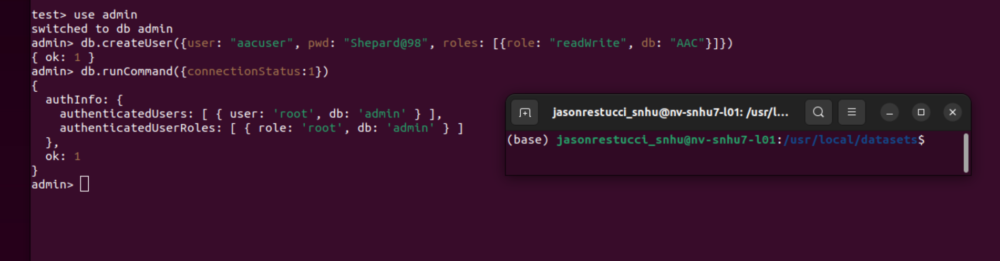 test> use admin
switched to db admin
admin> db.createUser({user: "aacuser", pwd: "Shepard@98", roles: [{role: "readWrite", db: "AAC"}]})
{ ok: 1 }
admin> db.runCommand({connectionStatus:1})
{
  authInfo: {
    authenticatedUsers: [ { user: 'root', db: 'admin' } ],
    authenticatedUserRoles: [ { role: 'root', db: 'admin' } ]
  },
  ok: 1
}
admin>
jasonrestucci_snhu@nv-snhu7-l01: /usr/l...
(base) jasonrestucci_snhu@nv-snhu7-l01:/usr/local/datasets$